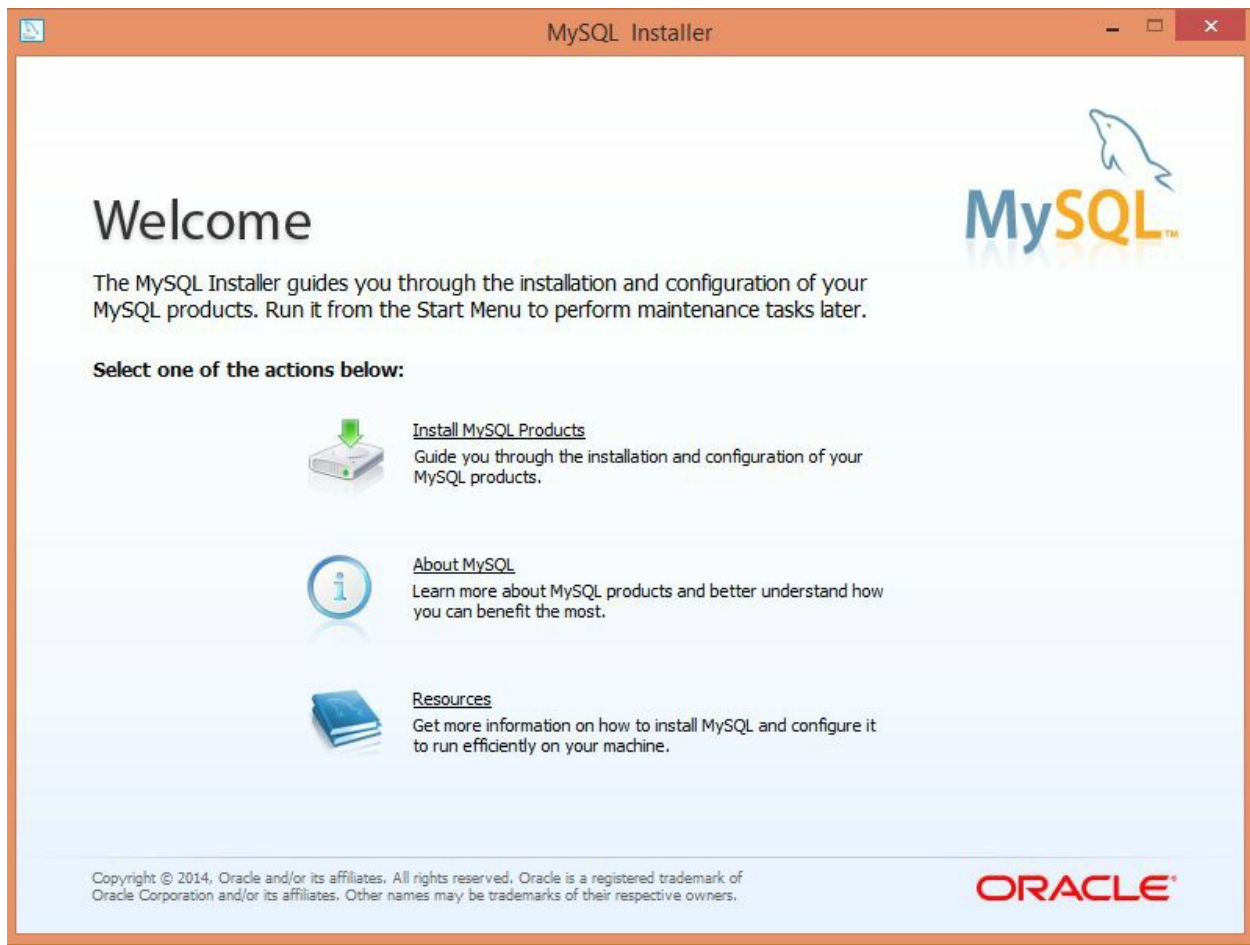 MySQL Installer
MySQL™
Welcome
The MySQL Installer guides you through the installation and configuration of your
MySQL products. Run it from the Start Menu to perform maintenance tasks later.
Select one of the actions below:
Install MySQL Products
Guide you through the installation and configuration of your
MySQL products.
About MySQL
Learn more about MySQL products and better understand how
you can benefit the most.
Resources
Get more information on how to install MySQL and configure it
to run efficiently on your machine.
Copyright © 2014, Oracle and/or its affiliates. All rights reserved. Oracle is a registered trademark of
Oracle Corporation and/or its affiliates. Other names may be trademarks of their respective owners.
ORACLE®